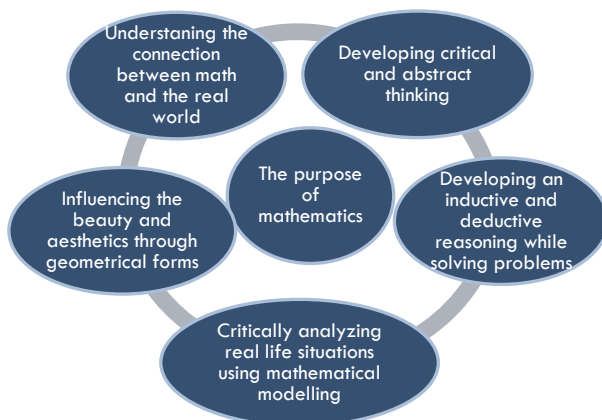 Understaning the
connection
between math
and the real
world
Developing critical
and abstract
thinking
The purpose
of
mathematics
Influencing the
beauty and
aesthetics through
geometrical forms
Developing an
inductive and
deductive
reasoning while
solving problems
Critically analyzing
real life situations
using mathematical
modelling